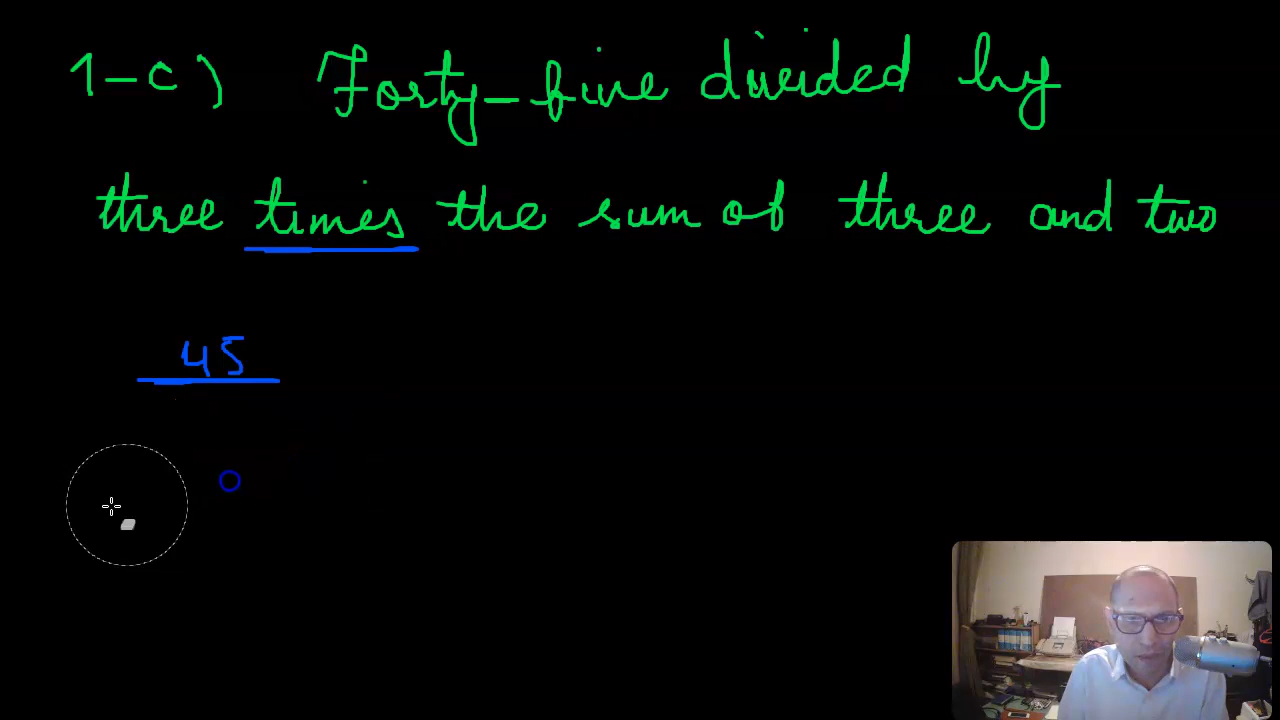 1-c) Forty-five divided by
three times the sum of three and two
45